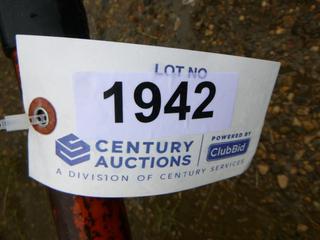 LOT NO
1942
CENTURY
AUCTIONS
POWERED BY
ClubBid
A DIVISION OF CENTURY SERVICES